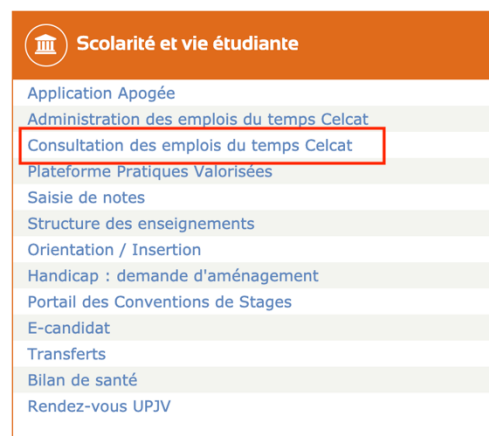 Scolarité et vie étudiante
Application Apogée
Administration des emplois du temps Celcat
Consultation des emplois du temps Celcat
Plateforme Pratiques Valorisées
Saisie de notes
Structure des enseignements
Orientation / Insertion
Handicap : demande d'aménagement
Portail des Conventions de Stages
E-candidat
Transferts
Bilan de santé
Rendez-vous UPJV